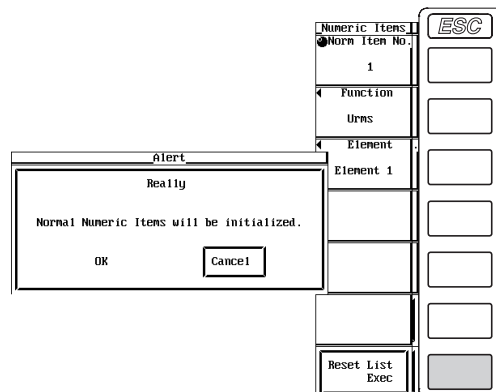 ESC
Numeric Items
Norm Item No.
1
Function
Urms
Element
Element 1
Alert
Really
Normal Numeric Items will be initialized.
OK
Cancel
Reset List
Exec